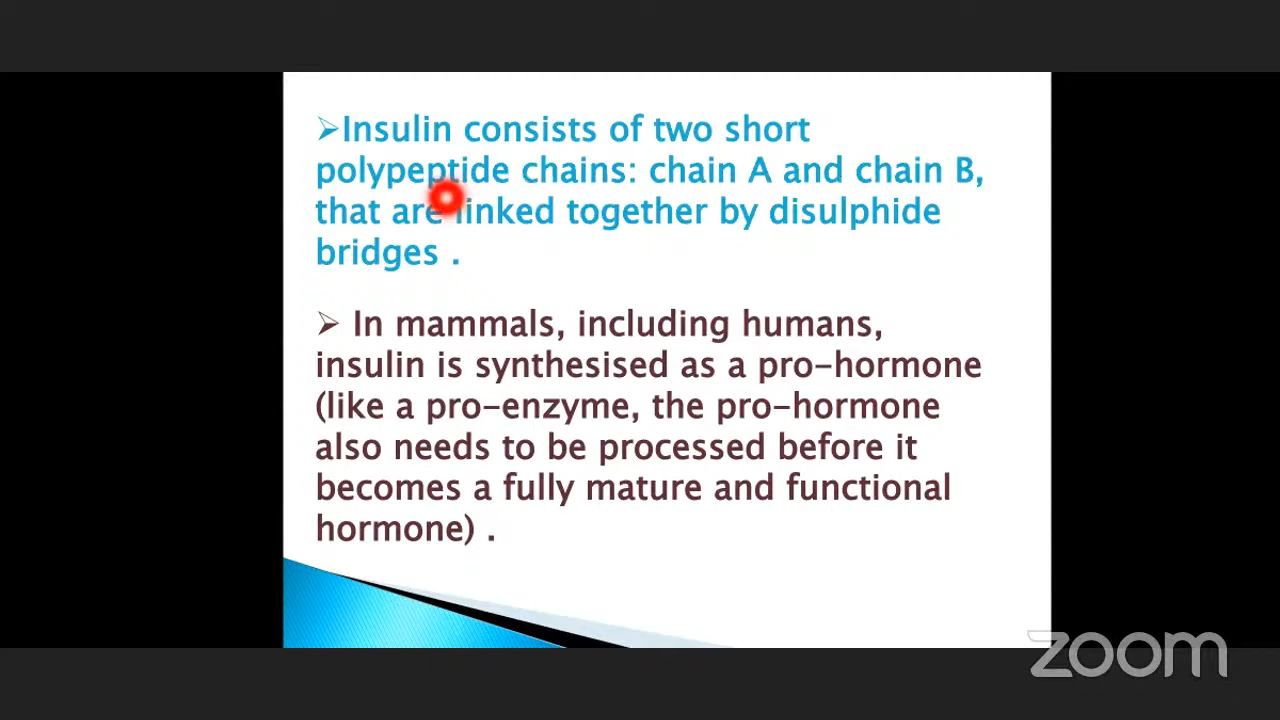 ➢Insulin consists of two short
polypeptide chains: chain A and chain B,
that are linked together by disulphide
bridges .
➢ In mammals, including humans,
insulin is synthesised as a pro-hormone
(like a pro-enzyme, the pro-hormone
also needs to be processed before it
becomes a fully mature and functional
hormone) .
zoom